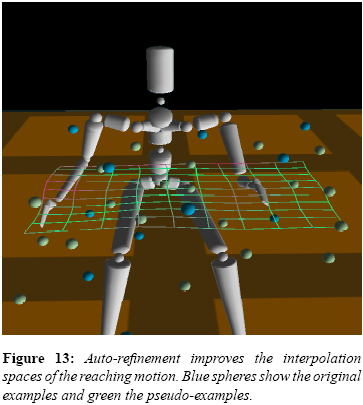 Figure 13: Auto-refinement improves the interpolation
spaces of the reaching motion. Blue spheres show the original
examples and green the pseudo-examples.